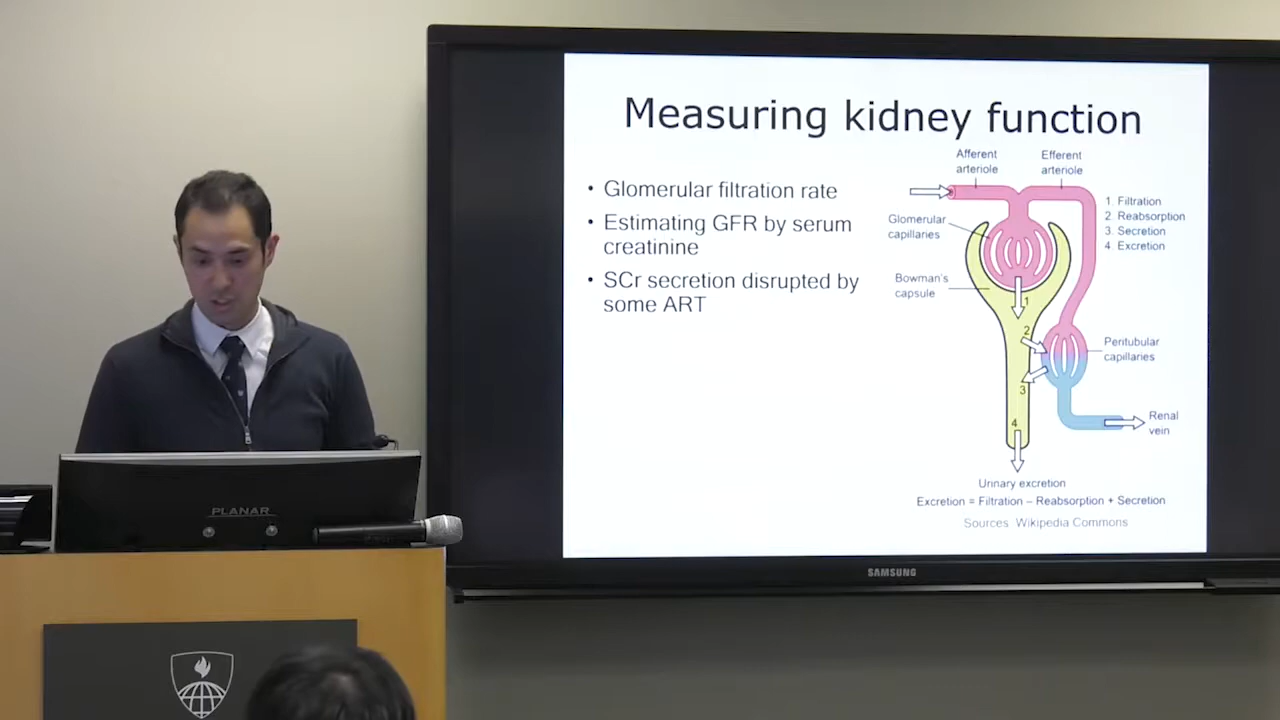 Measuring kidney function
• Glomerular filtration rate
• Estimating GFR by serum
creatinine
• SCr secretion disrupted by
some ART
Afferent
arteriole
Efferent
arteriole
1. Filtration
2. Reabsorption
3. Secretion
4 Excretion
Glomerular
capillaries
Bowman's
capsule
1
2
3
4
Peritubular
capillaries
Renal
vein
Urinary excretion
Excretion = Filtration – Reabsorption + Secretion
Sources Wikipedia Commons
SAMSUNG
PLANAR